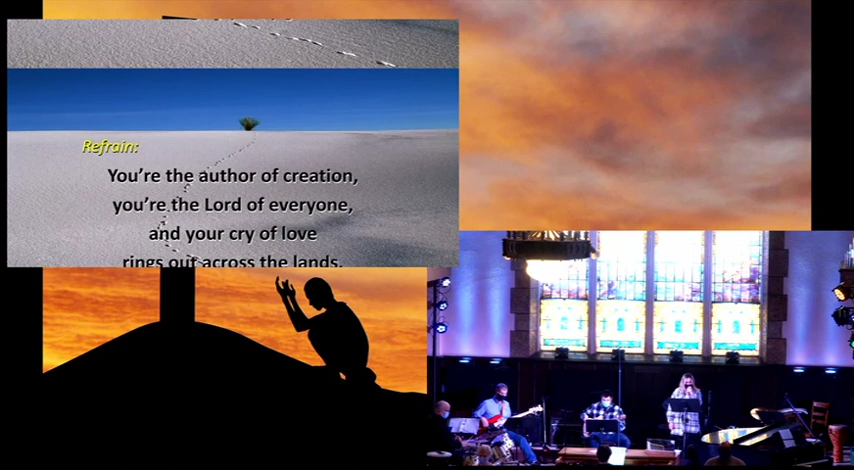 Refrain:
You're the author of creation,
you're the Lord of everyone,
and your cry of love
rings out across the lands.